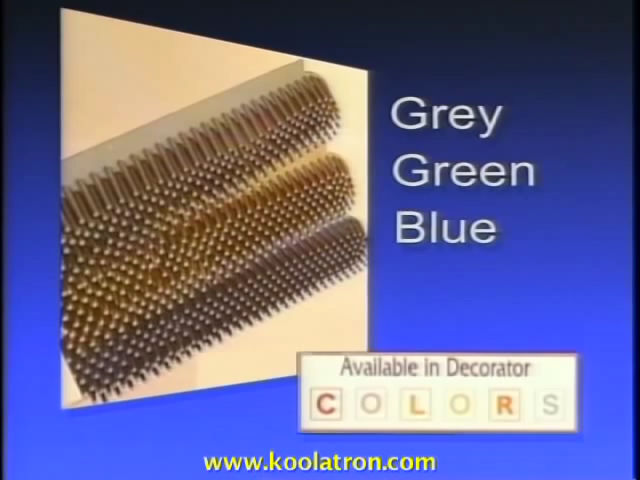 Grey
Green
Blue
Available in Decorator
COLORS
www.koolatron.com